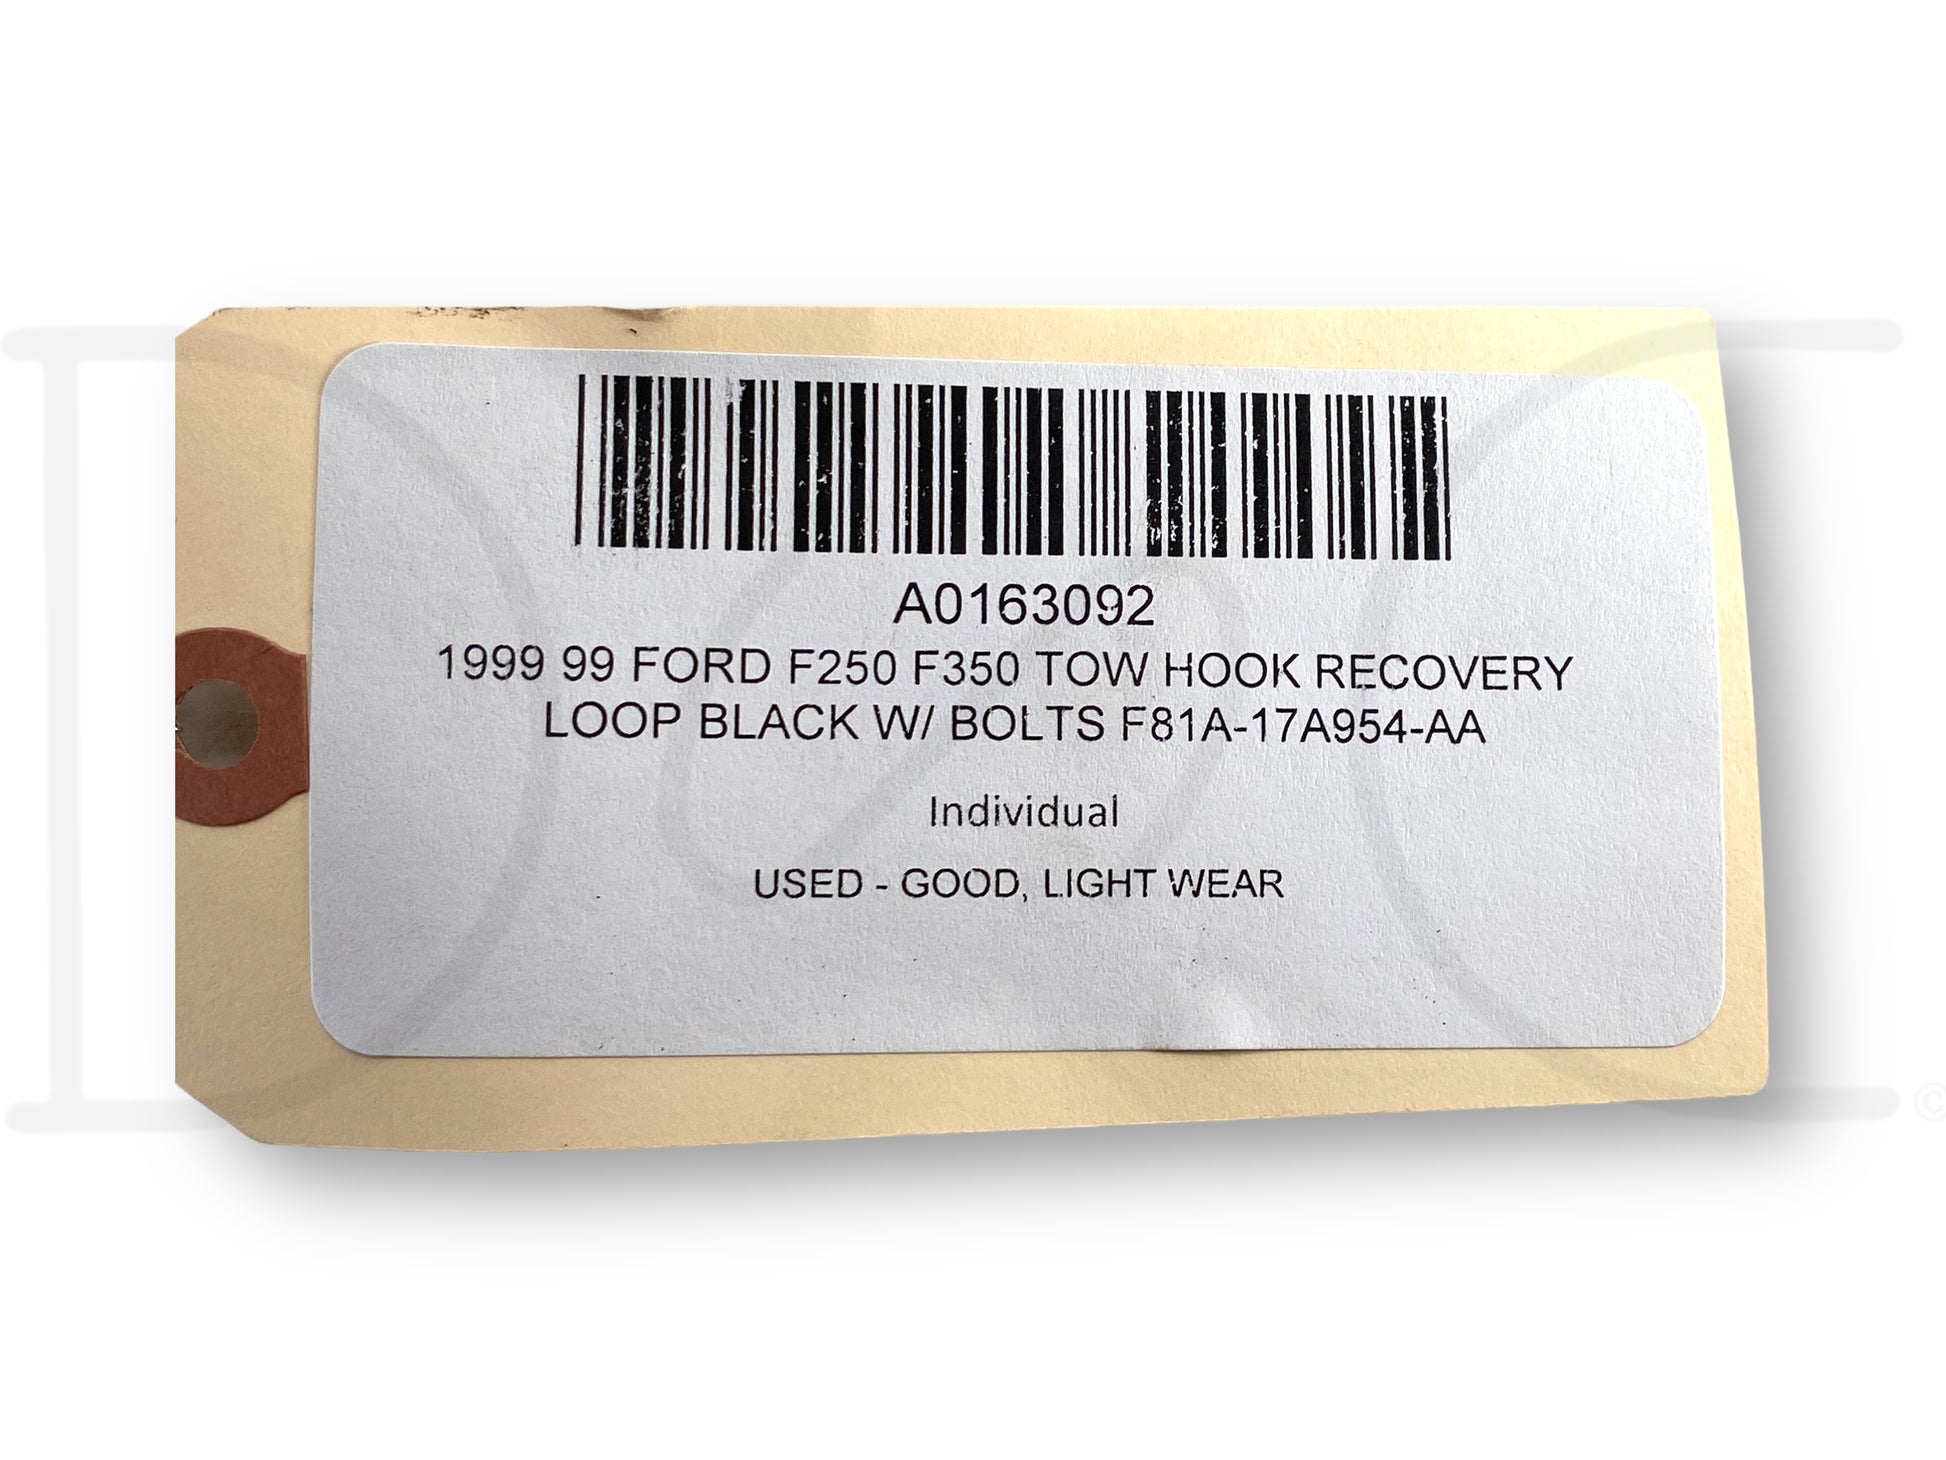 A0163092
1999 99 FORD F250 F350 TOW HOOK RECOVERY
LOOP BLACK W/ BOLTS F81A-17A954-AA
Individual
USED - GOOD, LIGHT WEAR
©